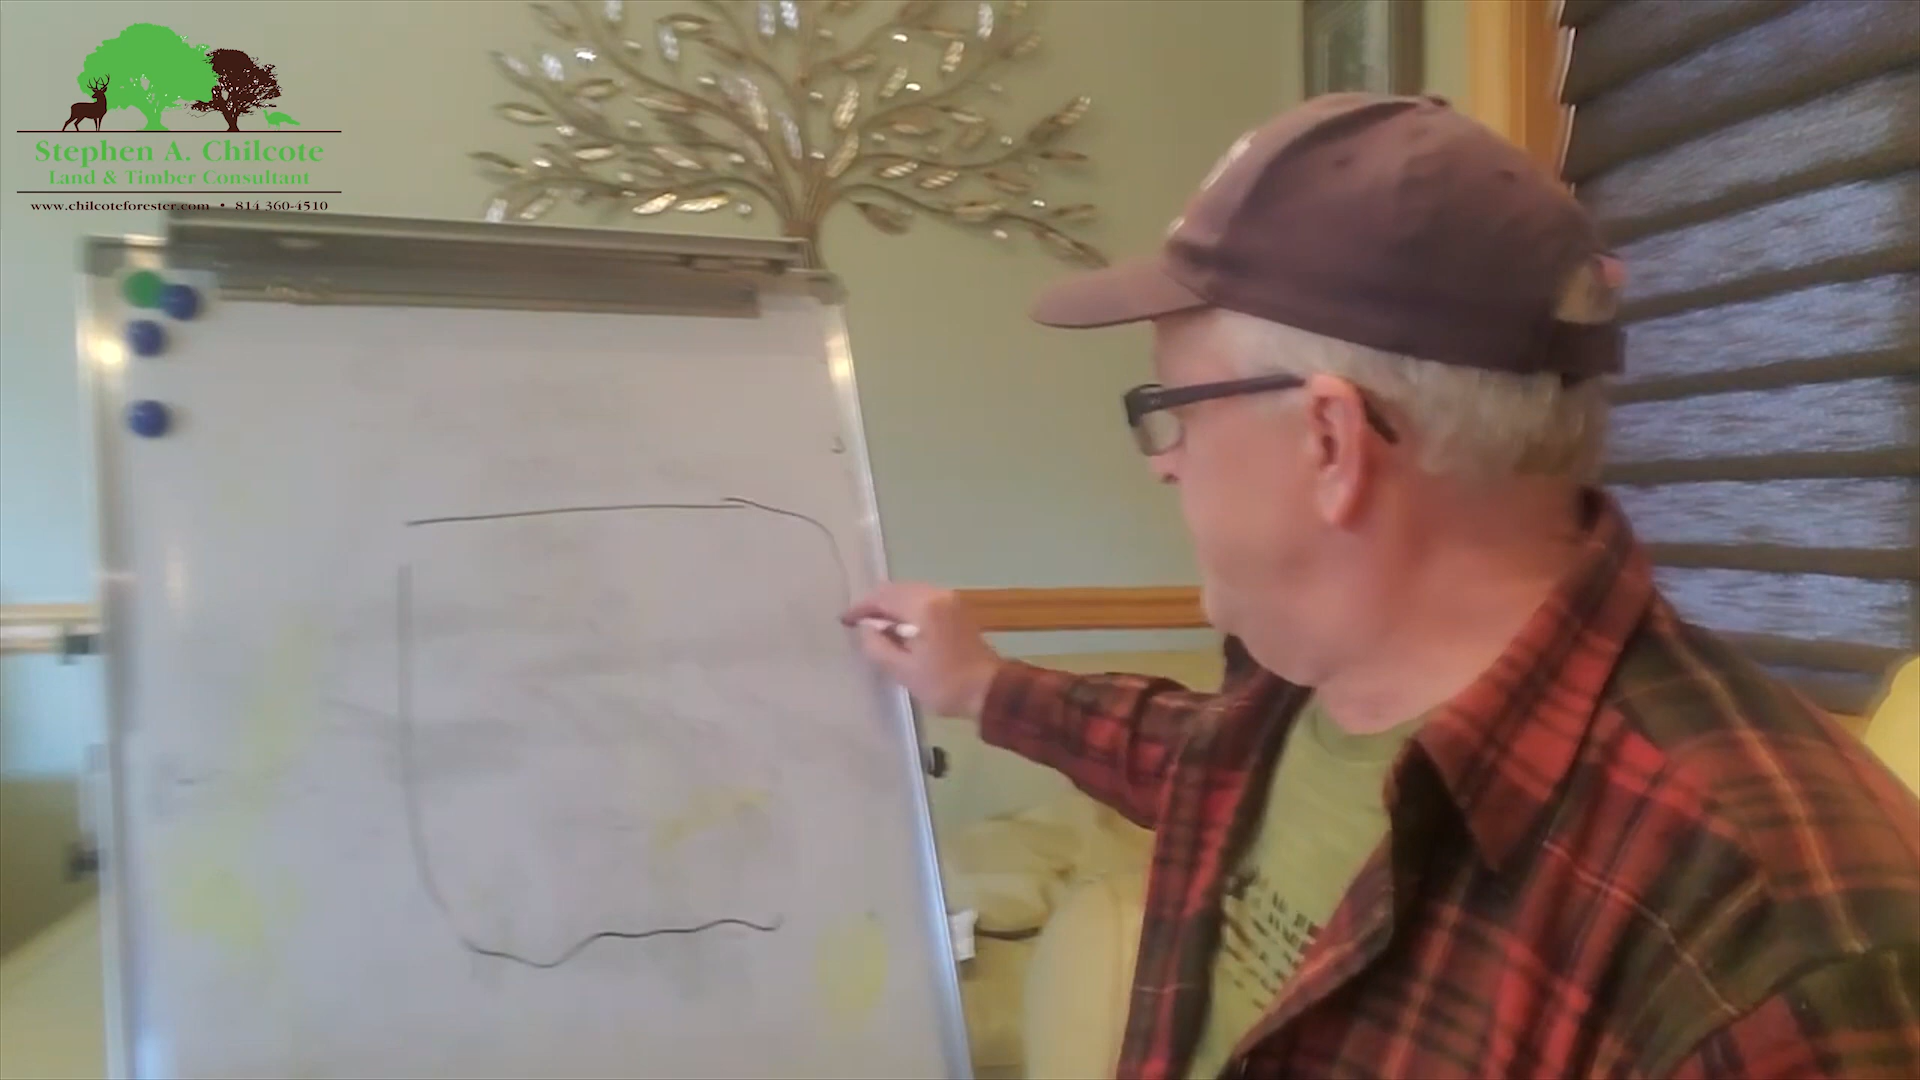 Stephen A. Chilcote
Land & Timber Consultant
www.chilcoteforester.com • 814 360-4510